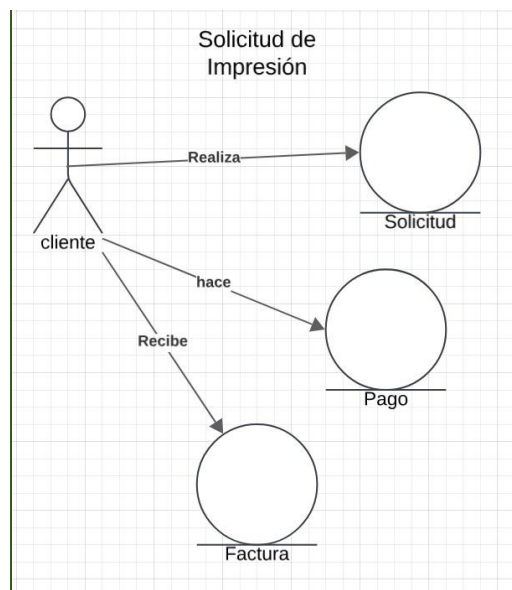 Solicitud de
Impresión
Realiza
Solicitud
cliente
hace
Recibe
Pago
Factura